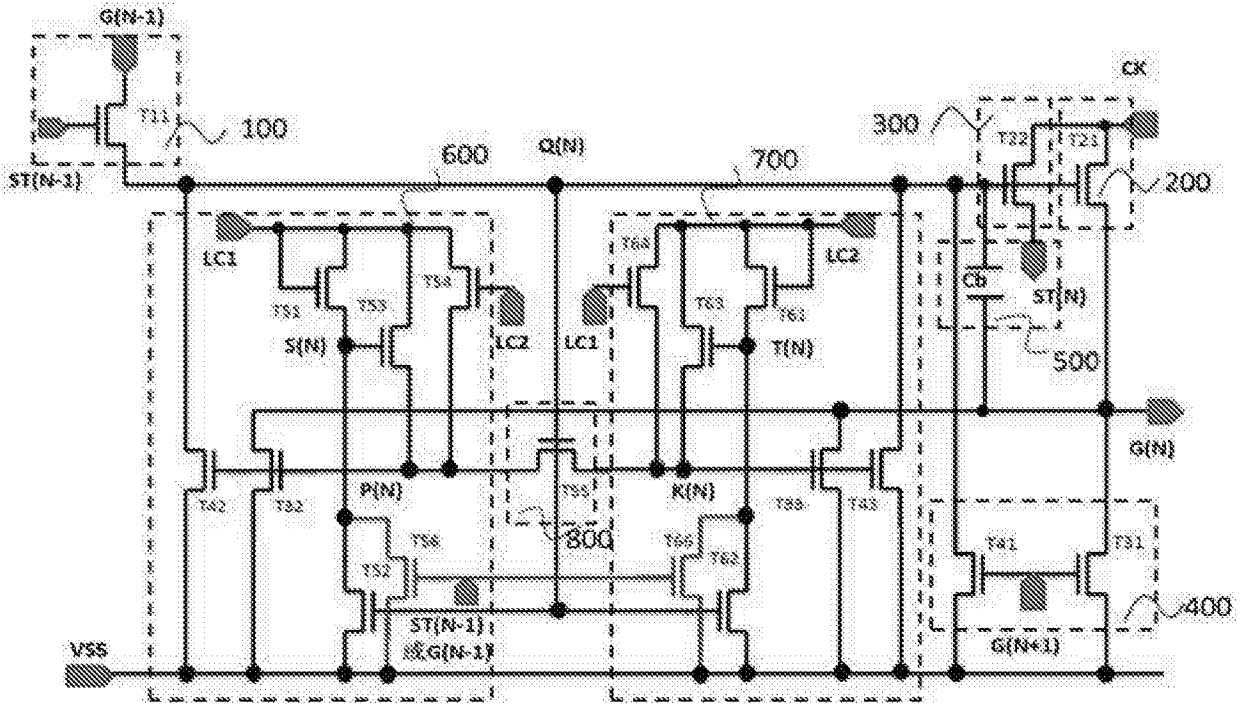 G(N-1)
T11
100
ST(N-1)
600
Q(N)
700
300
T22
CK
T21
200
LC1
T51
T53
T54
LC2
S(N)
LC1
T64
T63
T61
LC2
T(N)
Cb
ST(N)
500
G(N)
T42
T32
P(N)
T55
800
K(N)
T33
T43
T56
T52
T66
T62
ST(N-1)
或G(N-1)
T41
T31
400
G(N+1)
VSS